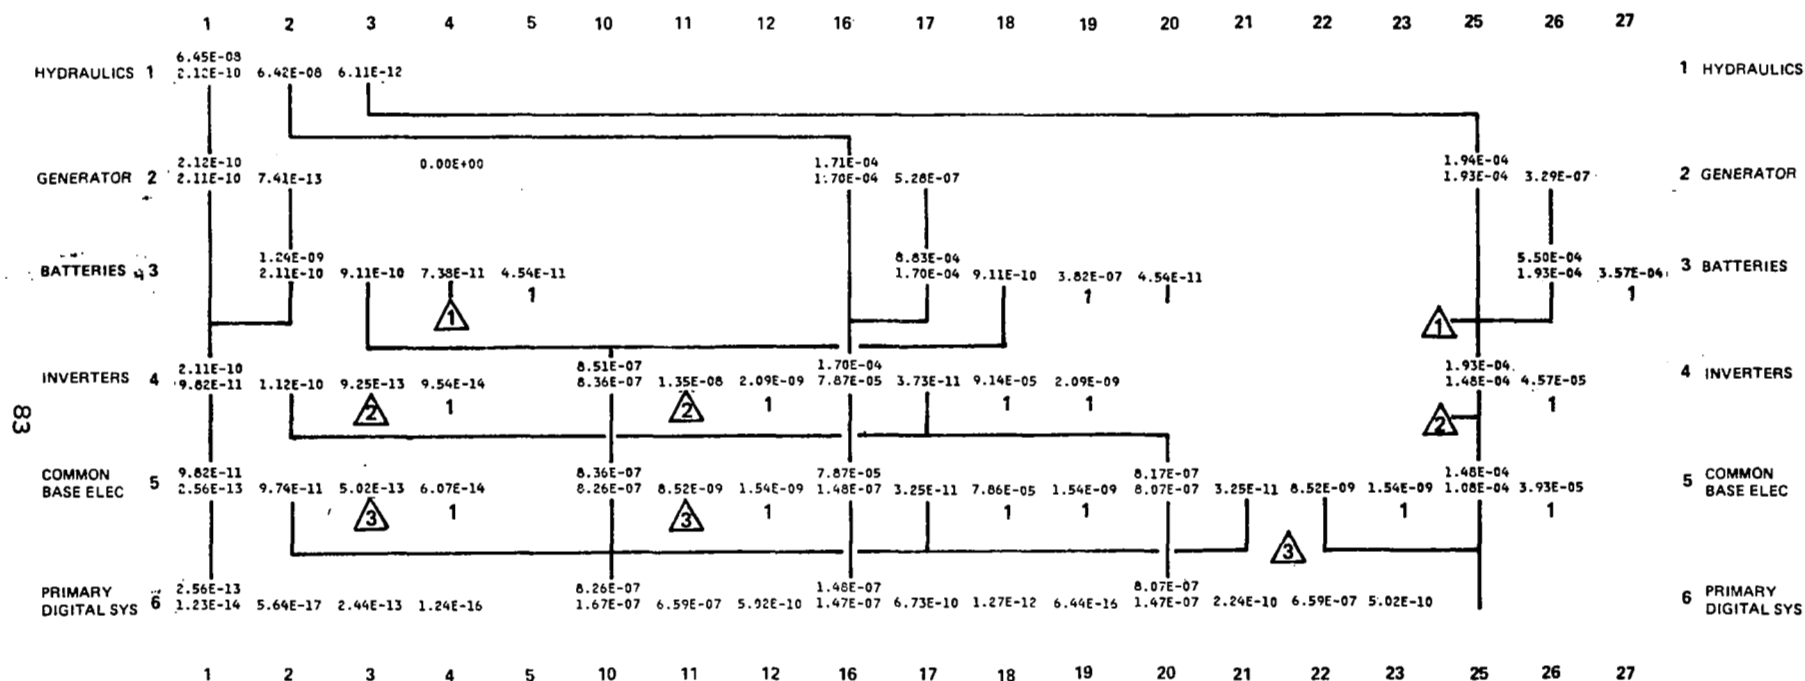 1 2 3 4 5 10 11 12 16 17 18 19 20 21 22 23 25 26 27
6.45E-08
HYDRAULICS 1 2.12E-10 6.42E-08 6.11E-12 1 HYDRAULICS
2.12E-10 0.00E+00 1.71E-04 1.94E-04
GENERATOR 2 2.11E-10 7.41E-13 1.70E-04 5.28E-07 1.93E-04 3.29E-07 2 GENERATOR
1.24E-09 8.83E-04 5.50E-04
BATTERIES 3 2.11E-10 9.11E-10 7.38E-11 4.54E-11 1.70E-04 9.11E-10 3.82E-07 4.54E-11 1.93E-04 3.57E-04 3 BATTERIES
1 1 1
1 1
2.11E-10 8.51E-07 1.70E-04 1.93E-04
INVERTERS 4 9.82E-11 1.12E-10 9.25E-13 9.54E-14 8.36E-07 1.35E-08 2.09E-09 7.87E-05 3.73E-11 9.14E-05 2.09E-09 1.48E-04 4.57E-05 4 INVERTERS
2 1 2 1 1 1 1
2
83
COMMON 9.82E-11 8.36E-07 7.87E-05 8.17E-07 1.48E-04 COMMON
BASE ELEC 5 2.56E-13 9.74E-11 5.02E-13 6.07E-14 8.26E-07 8.52E-09 1.54E-09 1.48E-07 3.25E-11 7.86E-05 1.54E-09 8.07E-07 3.25E-11 8.52E-09 1.54E-09 1.08E-04 3.93E-05 5 BASE ELEC
3 1 3 1 1 1 1 1
3
PRIMARY 2.56E-13 8.26E-07 1.48E-07 8.07E-07 PRIMARY
DIGITAL SYS 6 1.23E-14 5.64E-17 2.44E-13 1.24E-16 1.67E-07 6.59E-07 5.02E-10 1.47E-07 6.73E-10 1.27E-12 6.44E-16 1.47E-07 2.24E-10 6.59E-07 5.02E-10 6 DIGITAL SYS
1 2 3 4 5 10 11 12 16 17 18 19 20 21 22 23 25 26 27